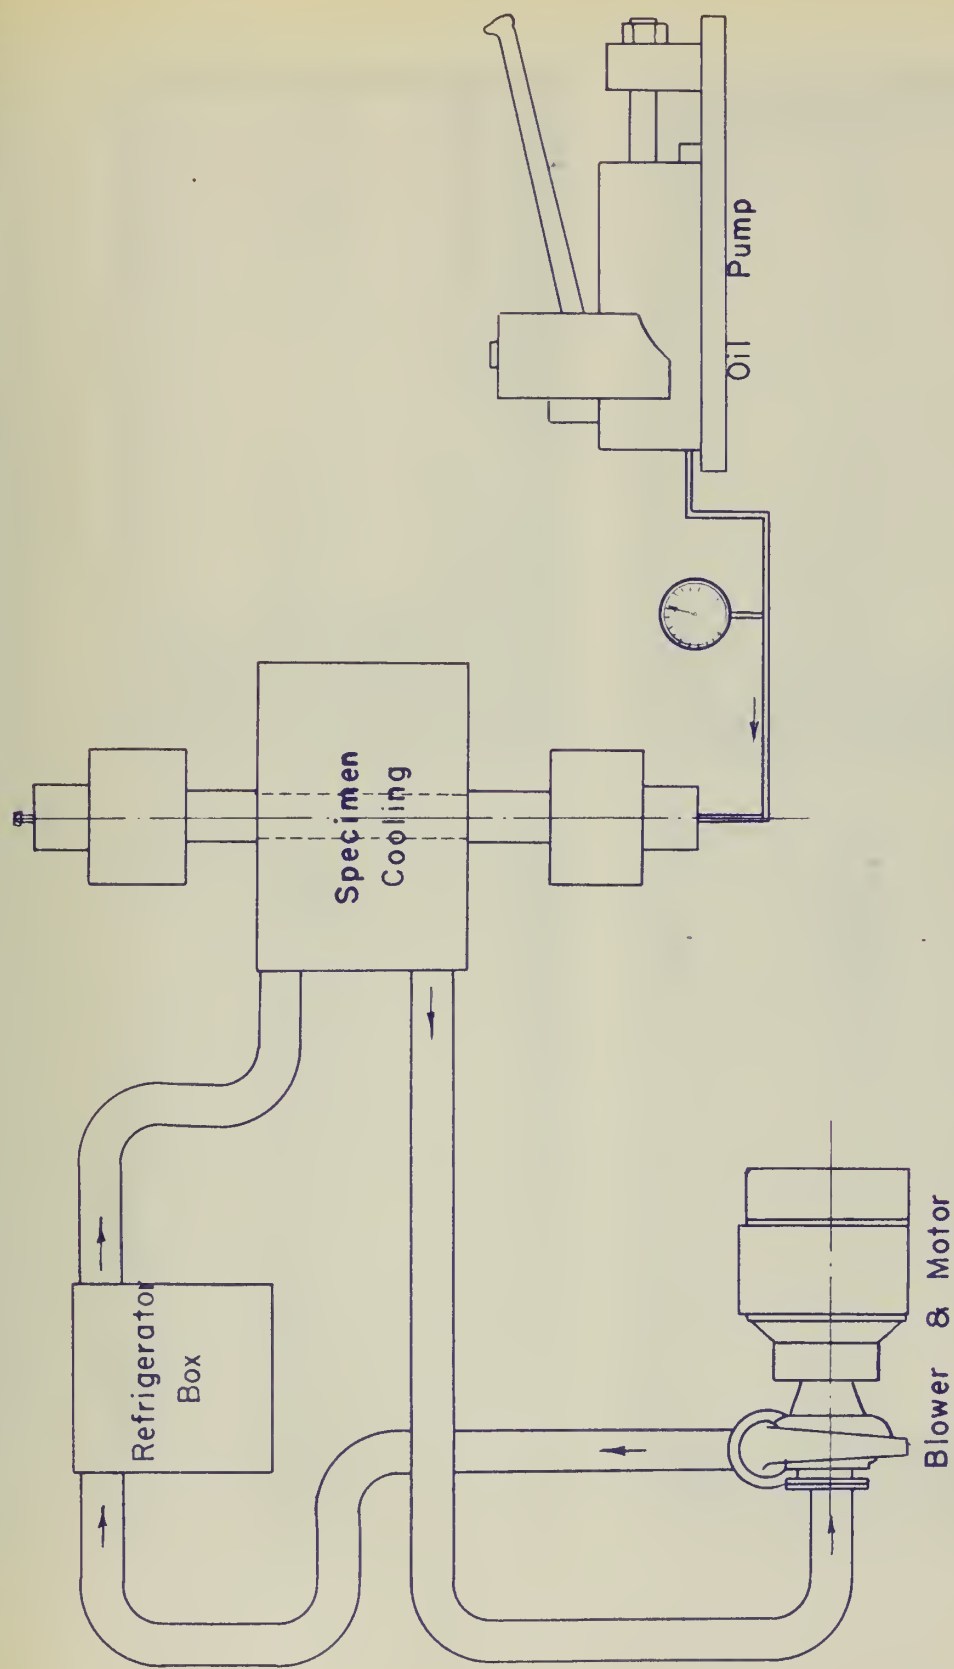 Refrigerator
Box
Specimen
Cooling
Blower & Motor
Oil Pump